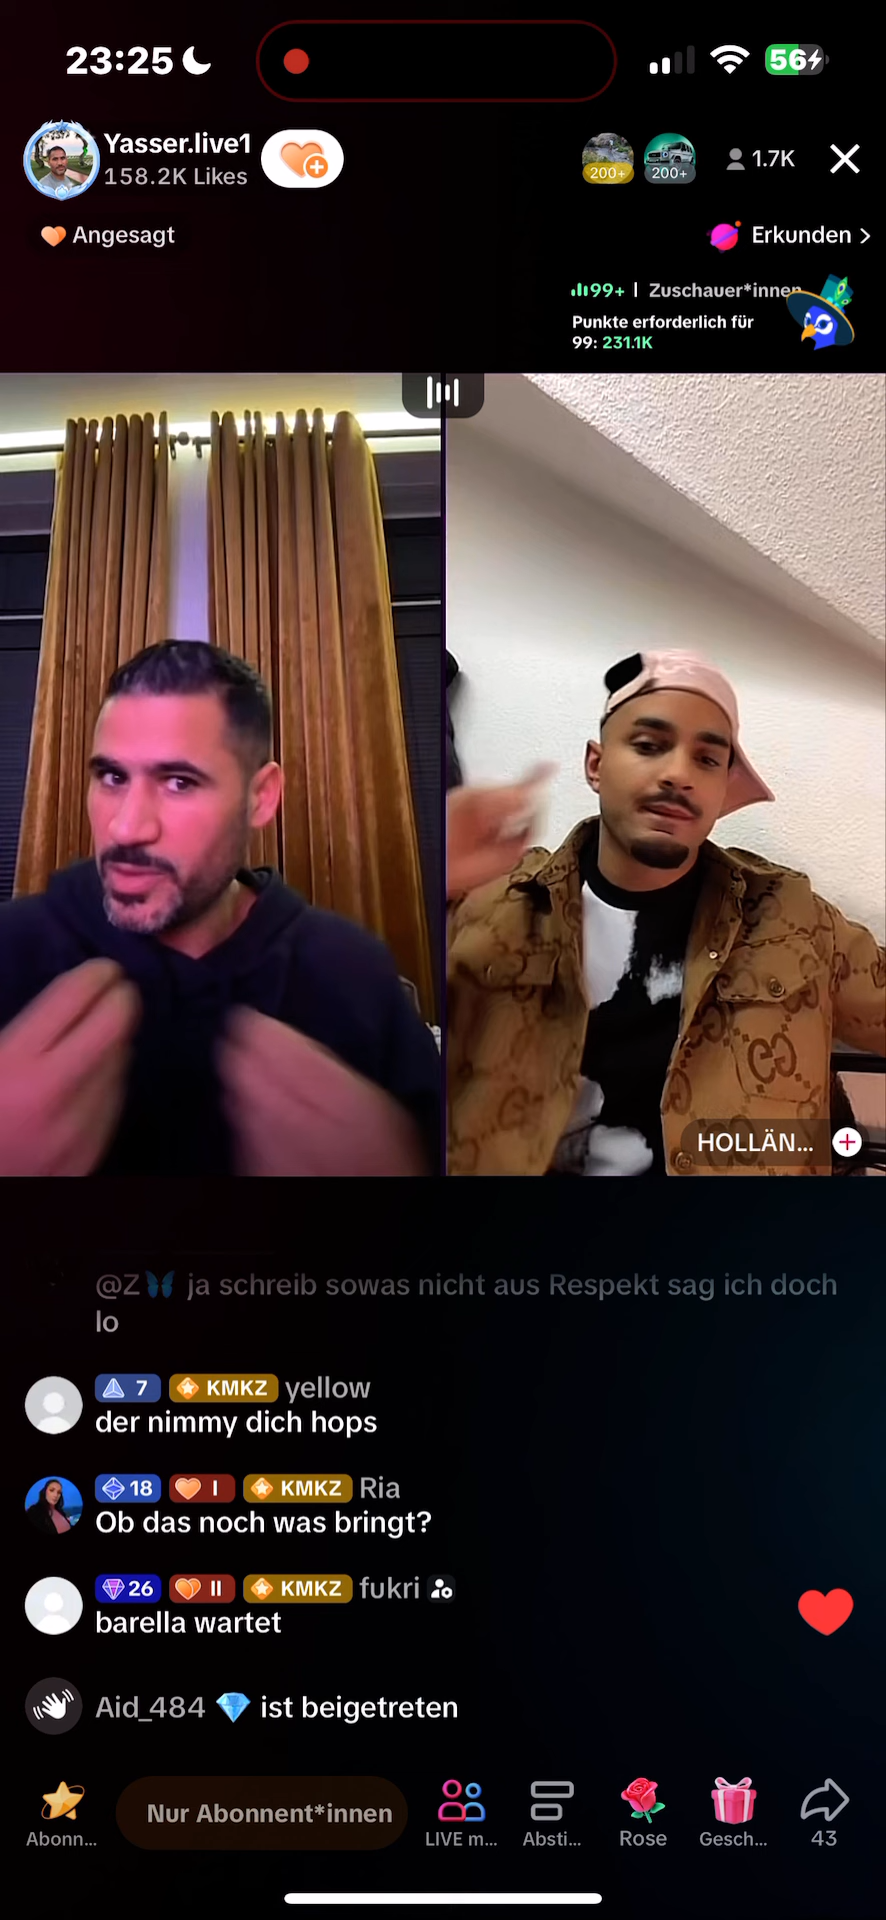 23:25
56
Yasser.live1
158.2K Likes
200+
200+
1.7K
Angesagt
Erkunden >
99+ | Zuschauer*innen
Punkte erforderlich für
99: 231.1K
HOLLÄN...
@Z🦋 ja schreib sowas nicht aus Respekt sag ich doch
lo
7 KMKZ yellow
der nimmy dich hops
18 I KMKZ Ria
Ob das noch was bringt?
26 II KMKZ fukri
barella wartet
Aid_484 💎 ist beigetreten
Nur Abonnent*innen
Abonn... LIVE m... Absti... Rose Gesch... 43